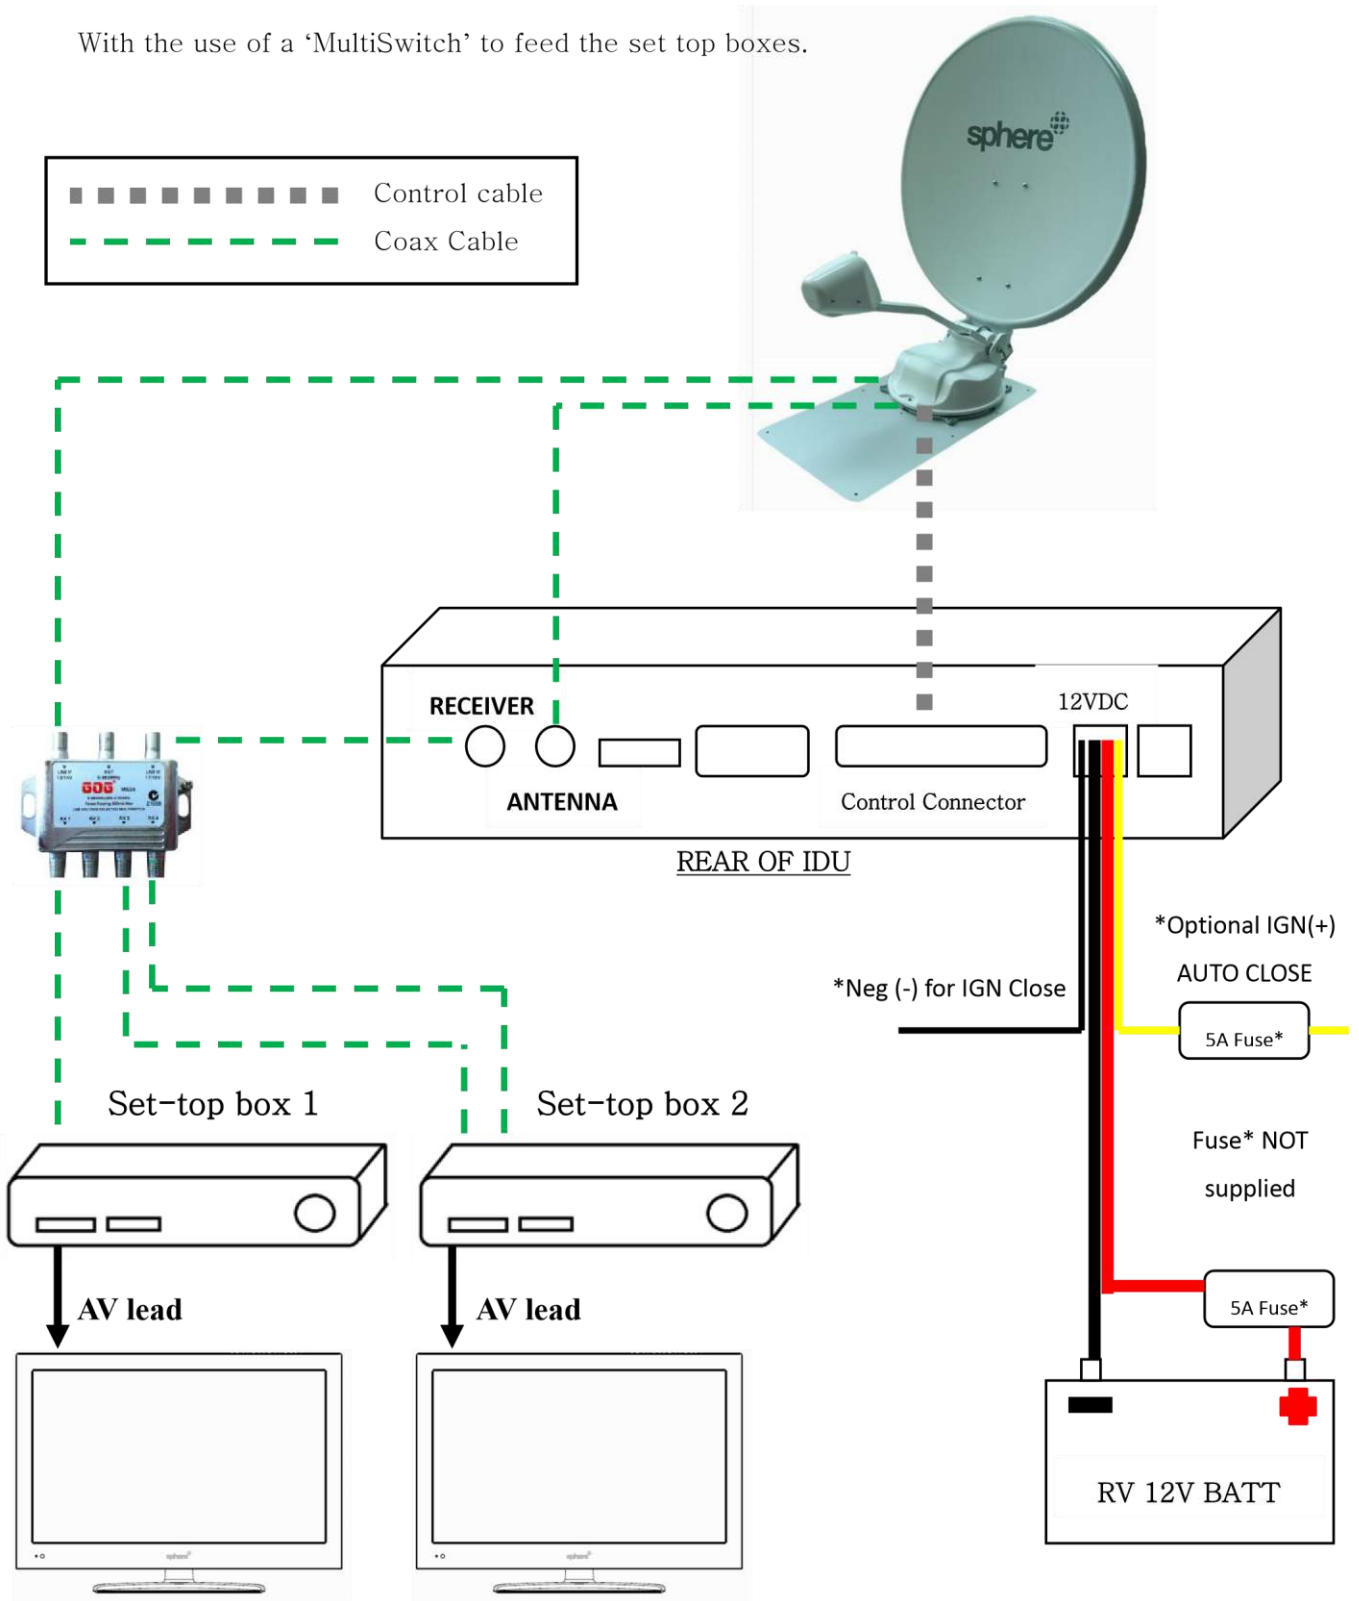 With the use of a ‘MultiSwitch’ to feed the set top boxes.
sphere
Control cable
Coax Cable
RECEIVER
12VDC
ANTENNA
Control Connector
REAR OF IDU
*Optional IGN(+)
AUTO CLOSE
*Neg (-) for IGN Close
5A Fuse*
Set-top box 1
Set-top box 2
Fuse* NOT
supplied
AV lead
AV lead
5A Fuse*
RV 12V BATT
sphere
sphere